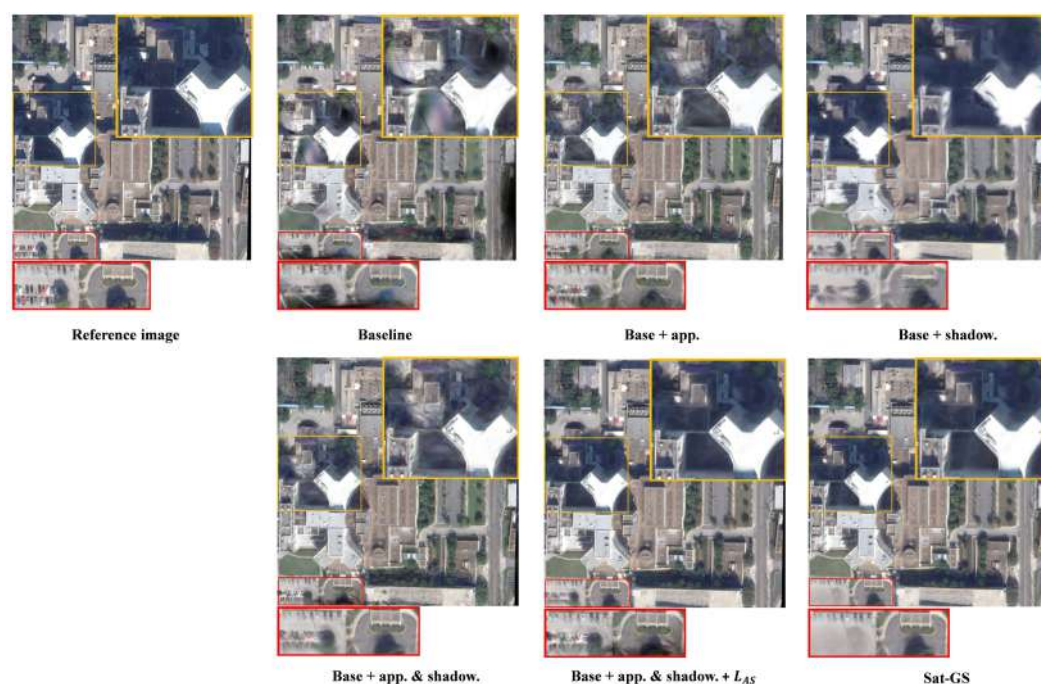 Reference image
Baseline
Base + app.
Base + shadow.
Base + app. & shadow.
Base + app. & shadow. + L_AS
Sat-GS